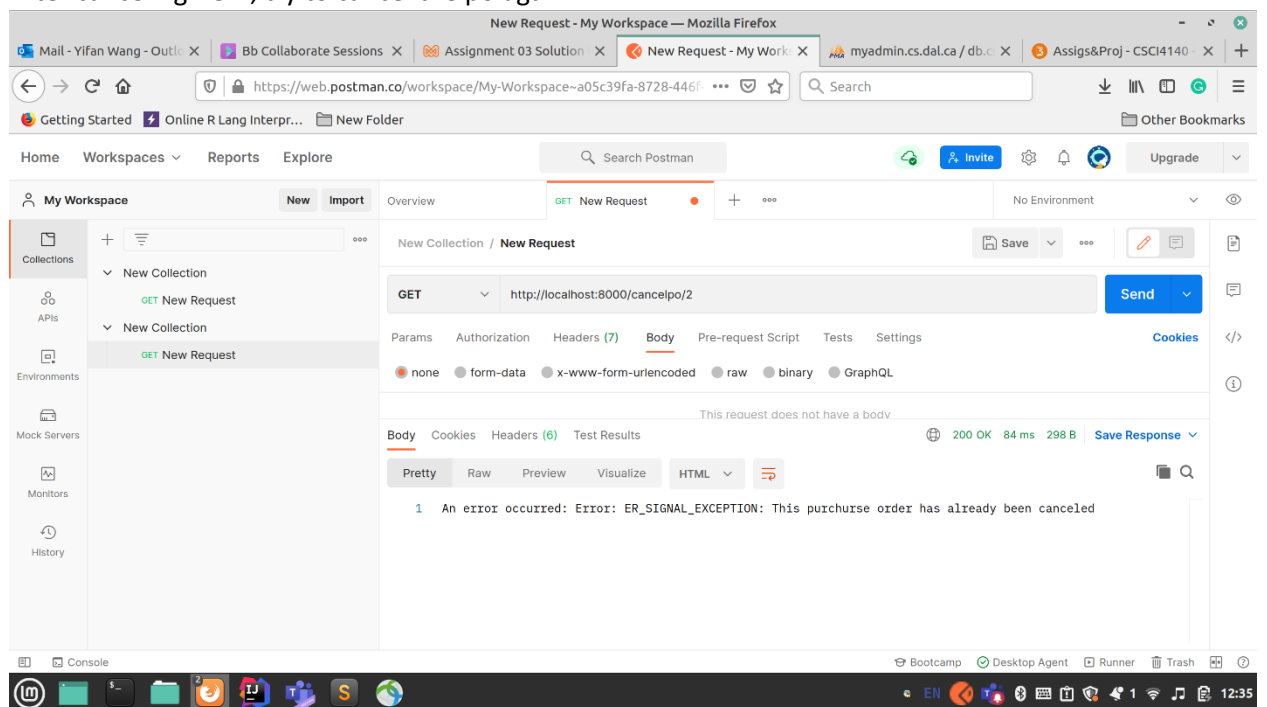 New Request - My Workspace — Mozilla Firefox
Mail - Yifan Wang - Outlo
Bb Collaborate Sessions
Assignment 03 Solution
New Request - My Works
myadmin.cs.dal.ca / db.c
Assigs&Proj - CSCI4140 -
https://web.postman.co/workspace/My-Workspace~a05c39fa-8728-446f-
Search
Getting Started
Online R Lang Interpr...
New Folder
Other Bookmarks
Home Workspaces Reports Explore
Search Postman
Invite
Upgrade
My Workspace
New Import
Overview
GET New Request
No Environment
Collections
New Collection
GET New Request
New Collection
GET New Request
APIs
Environments
Mock Servers
Monitors
History
New Collection / New Request
Save
GET http://localhost:8000/cancelpo/2
Send
Params Authorization Headers (7) Body Pre-request Script Tests Settings
Cookies
none form-data x-www-form-urlencoded raw binary GraphQL
This request does not have a body
Body Cookies Headers (6) Test Results
200 OK 84 ms 298 B Save Response
Pretty Raw Preview Visualize HTML
1 An error occurred: Error: ER_SIGNAL_EXCEPTION: This purchurse order has already been canceled
Console
Bootcamp Desktop Agent Runner Trash
2
EN
1
12:35